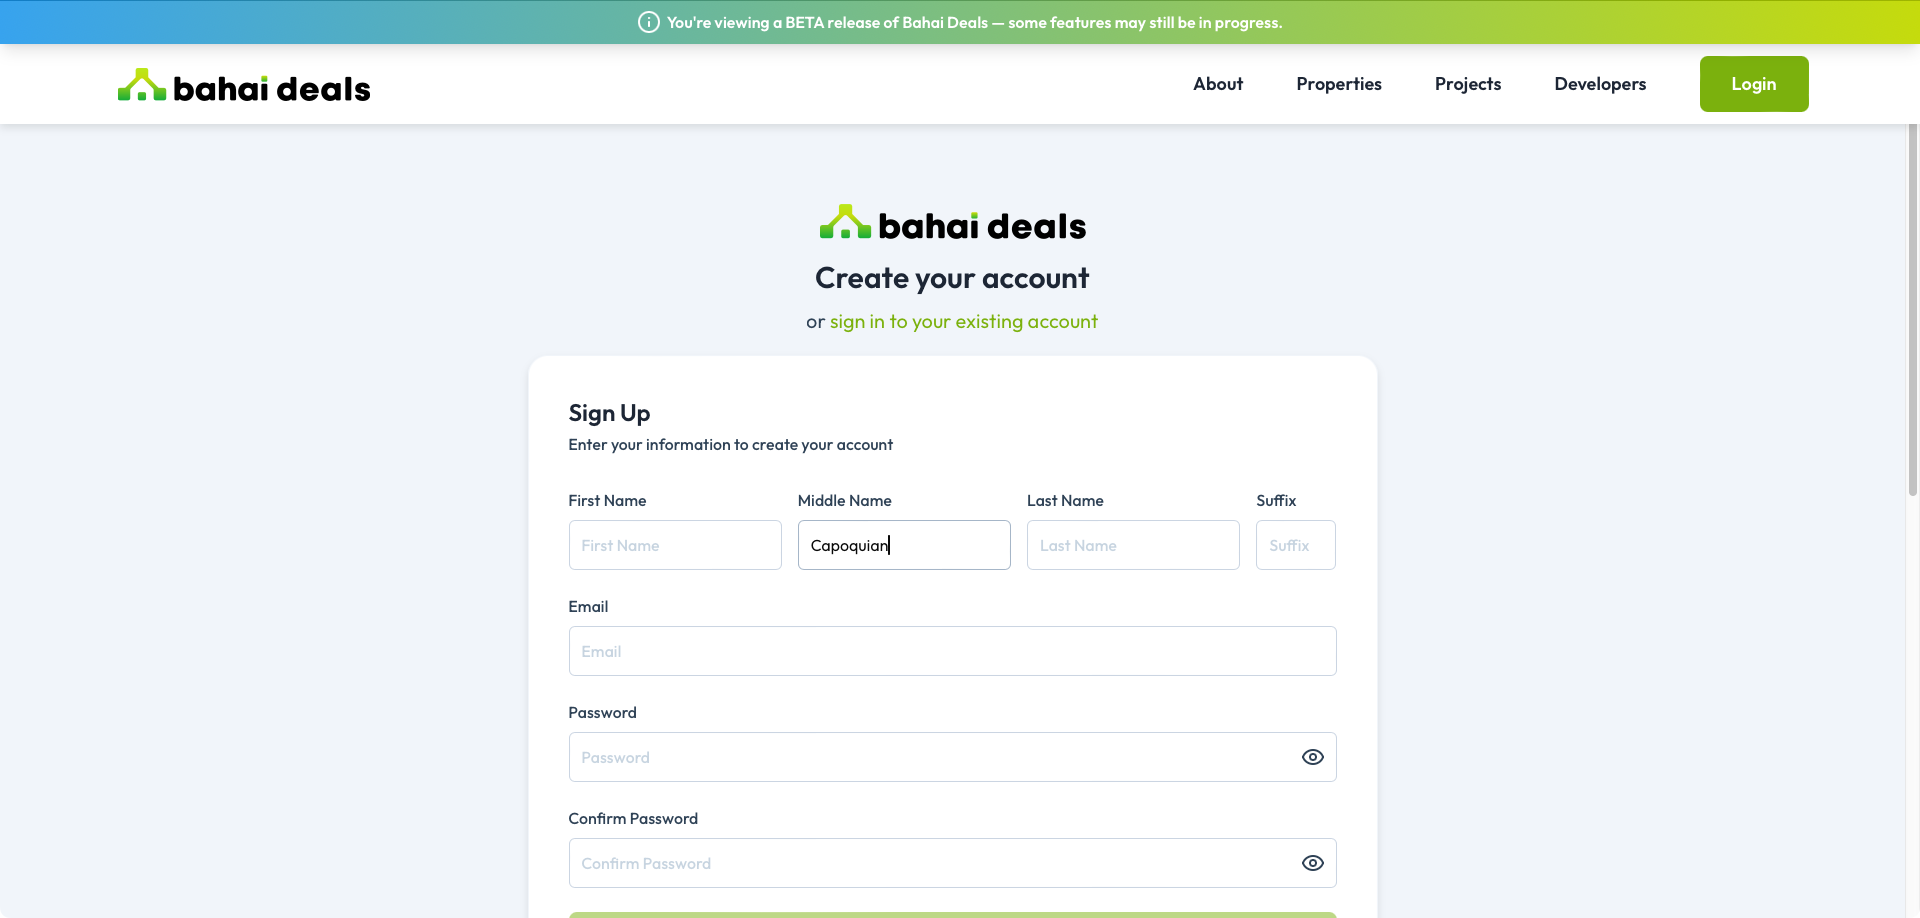 You're viewing a BETA release of Bahai Deals — some features may still be in progress.
bahai deals
About Properties Projects Developers Login
bahai deals
Create your account
or sign in to your existing account
Sign Up
Enter your information to create your account
First Name Middle Name Last Name Suffix
First Name Capoquian Last Name Suffix
Email
Email
Password
Password
Confirm Password
Confirm Password